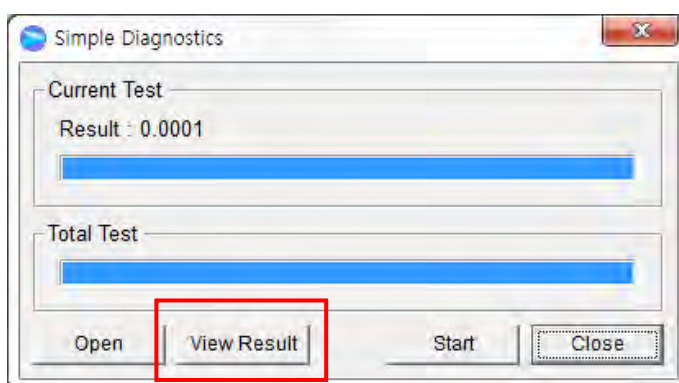 Simple Diagnostics
Current Test
Result : 0.0001
Total Test
Open View Result Start Close